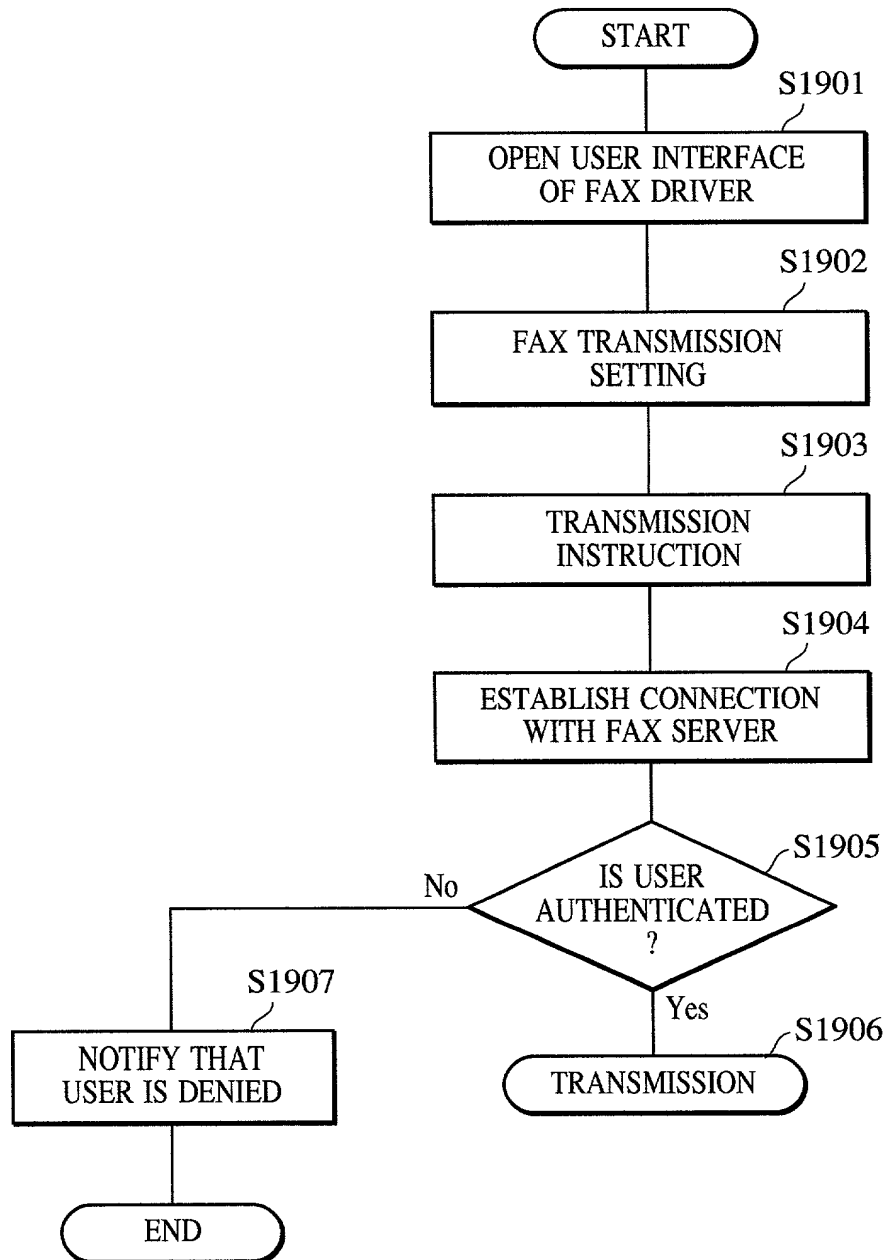 START
S1901
OPEN USER INTERFACE
OF FAX DRIVER
S1902
FAX TRANSMISSION
SETTING
S1903
TRANSMISSION
INSTRUCTION
S1904
ESTABLISH CONNECTION
WITH FAX SERVER
S1905
IS USER
AUTHENTICATED
?
No
Yes
S1907
NOTIFY THAT
USER IS DENIED
S1906
TRANSMISSION
END